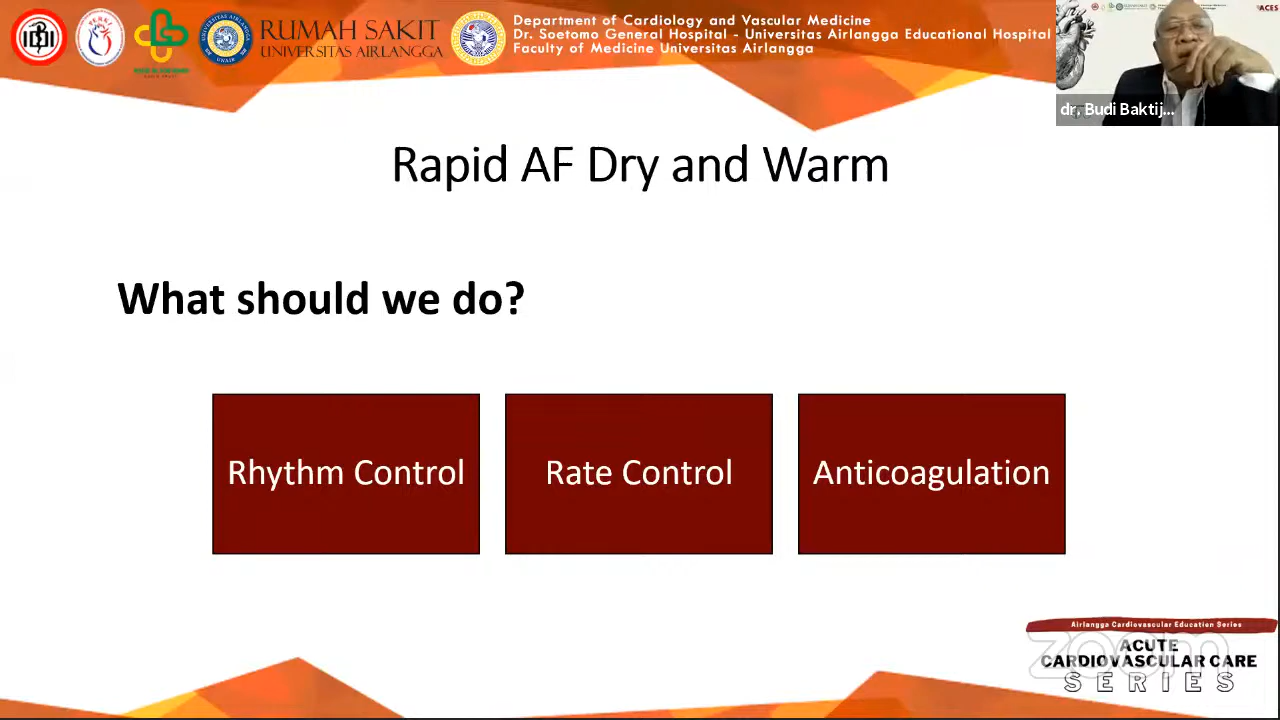 RUMAH SAKIT
UNIVERSITAS AIRLANGGA
Department of Cardiology and Vascular Medicine
Dr. Soetomo General Hospital - Universitas Airlangga Educational Hospital
Faculty of Medicine Universitas Airlangga
ACES
dr. Budi Baktij...
Rapid AF Dry and Warm
What should we do?
Rhythm Control
Rate Control
Anticoagulation
Airlangga Cardiovascular Education Series
zoom
ACUTE
CARDIOVASCULAR CARE
SERIES